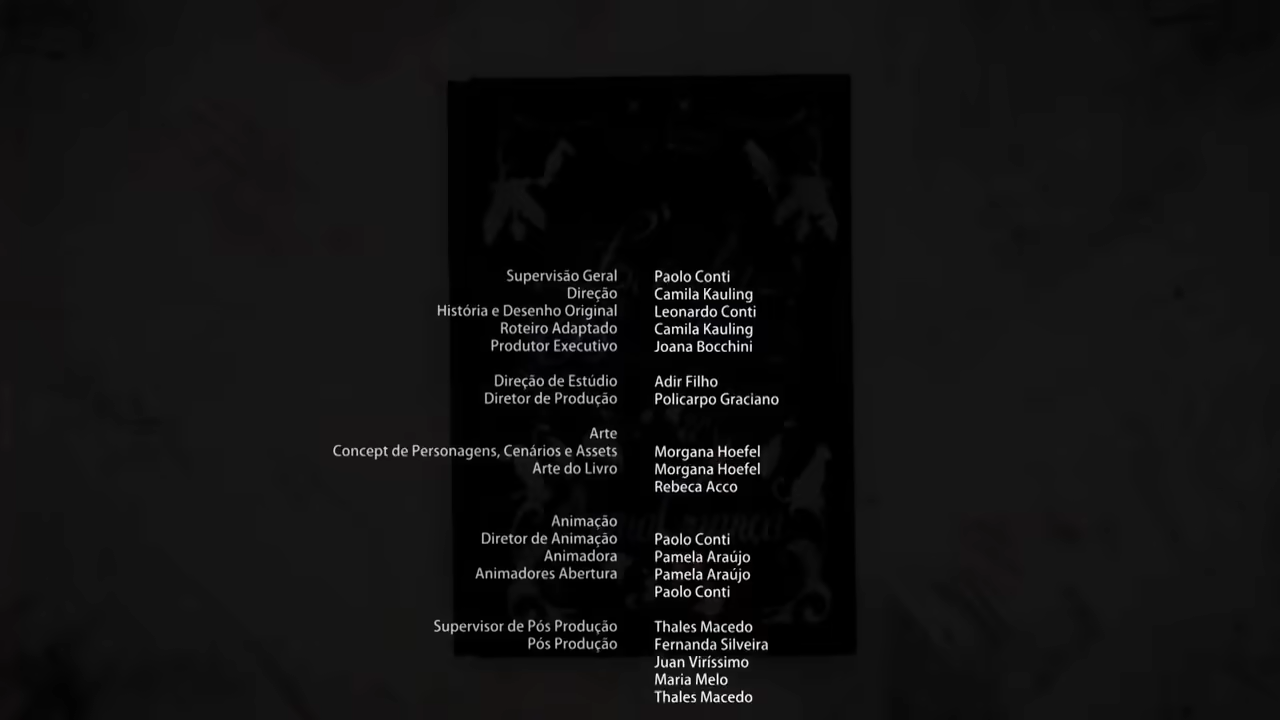 Supervisão Geral Paolo Conti
Direção Camila Kauling
História e Desenho Original Leonardo Conti
Roteiro Adaptado Camila Kauling
Produtor Executivo Joana Bocchini
Direção de Estúdio Adir Filho
Diretor de Produção Policarpo Graciano
Arte
Concept de Personagens, Cenários e Assets Morgana Hoefel
Arte do Livro Morgana Hoefel
Rebeca Acco
Animação
Diretor de Animação Paolo Conti
Animadora Pamela Araújo
Animadores Abertura Pamela Araújo
Paolo Conti
Supervisor de Pós Produção Thales Macedo
Pós Produção Fernanda Silveira
Juan Viríssimo
Maria Melo
Thales Macedo